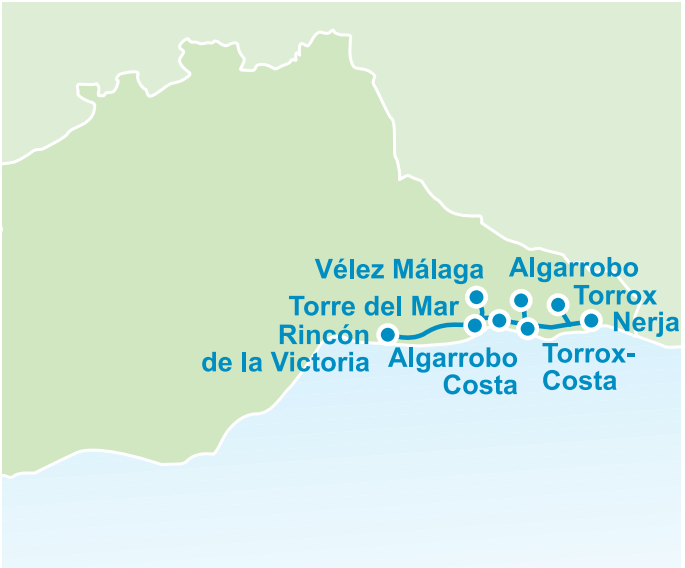 Vélez Málaga
Algarrobo
Torre del Mar
Torrox
Rincón
de la Victoria
Nerja
Algarrobo
Costa
Torrox-
Costa